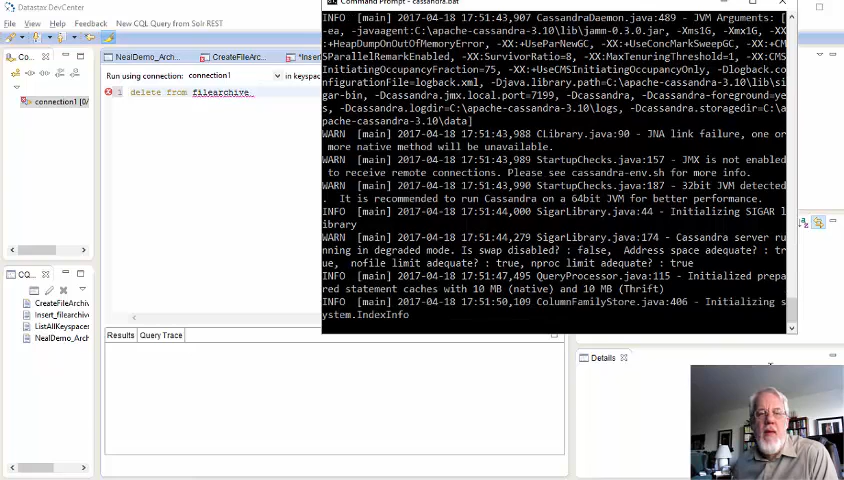 Datastax DevCenter
File View Help Feedback New CQL Query from Solr REST
Co...
connection1 [0/
NealDemo_Arch...
CreateFileArc...
*Insert
Run using connection: connection1
in keyspac
1 delete from filearchive
CQ...
CreateFileArchiv
Insert_filearchive
ListAllKeyspaces
NealDemo_Arch
Results Query Trace
Details
Command Prompt - cassandra.bat
INFO  [main] 2017-04-18 17:51:43,907 CassandraDaemon.java:489 - JVM Arguments: [
-ea, -javaagent:C:\apache-cassandra-3.10\lib\jamm-0.3.0.jar, -Xms1G, -Xmx1G, -XX
:+HeapDumpOnOutOfMemoryError, -XX:+UseParNewGC, -XX:+UseConcMarkSweepGC, -XX:+CM
SParallelRemarkEnabled, -XX:SurvivorRatio=8, -XX:MaxTenuringThreshold=1, -XX:CMS
InitiatingOccupancyFraction=75, -XX:+UseCMSInitiatingOccupancyOnly, -Dlogback.co
nfigurationFile=logback.xml, -Djava.library.path=C:\apache-cassandra-3.10\lib\si
gar-bin, -Dcassandra.jmx.local.port=7199, -Dcassandra, -Dcassandra-foreground=ye
s, -Dcassandra.logdir=C:\apache-cassandra-3.10\logs, -Dcassandra.storagedir=C:\a
pache-cassandra-3.10\data]
WARN  [main] 2017-04-18 17:51:43,988 CLibrary.java:90 - JNA link failure, one or
more native method will be unavailable.
WARN  [main] 2017-04-18 17:51:43,989 StartupChecks.java:157 - JMX is not enabled
to receive remote connections. Please see cassandra-env.sh for more info.
WARN  [main] 2017-04-18 17:51:43,990 StartupChecks.java:187 - 32bit JVM detected
.  It is recommended to run Cassandra on a 64bit JVM for better performance.
INFO  [main] 2017-04-18 17:51:44,000 SigarLibrary.java:44 - Initializing SIGAR l
ibrary
WARN  [main] 2017-04-18 17:51:44,279 SigarLibrary.java:174 - Cassandra server ru
nning in degraded mode. Is swap disabled? : false,  Address space adequate? : tr
ue,  nofile limit adequate? : true, nproc limit adequate? : true
INFO  [main] 2017-04-18 17:51:47,495 QueryProcessor.java:115 - Initialized prepa
red statement caches with 10 MB (native) and 10 MB (Thrift)
INFO  [main] 2017-04-18 17:51:50,109 ColumnFamilyStore.java:406 - Initializing s
ystem.IndexInfo